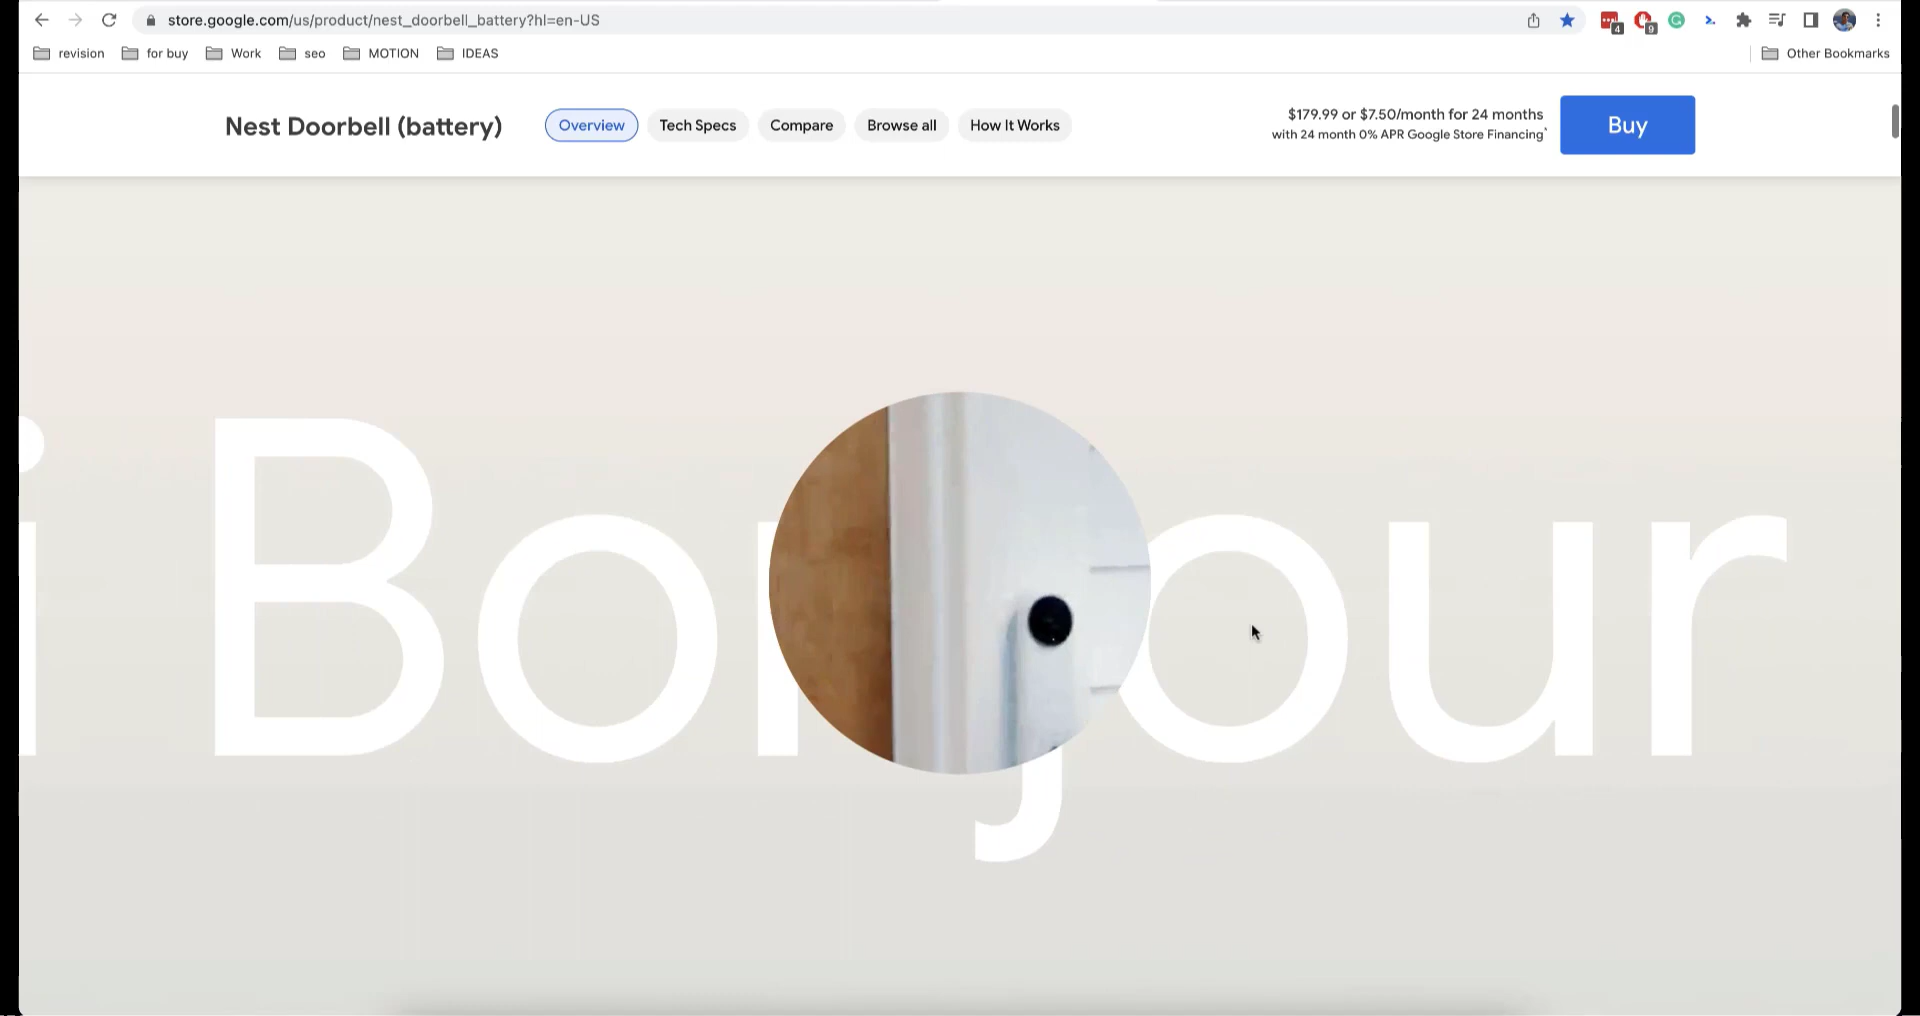 store.google.com/us/product/nest_doorbell_battery?hl=en-US
4
9
revision
for buy
Work
seo
MOTION
IDEAS
Other Bookmarks
Nest Doorbell (battery)
Overview
Tech Specs
Compare
Browse all
How It Works
$179.99 or $7.50/month for 24 months
with 24 month 0% APR Google Store Financing*
Buy
i Bonjour